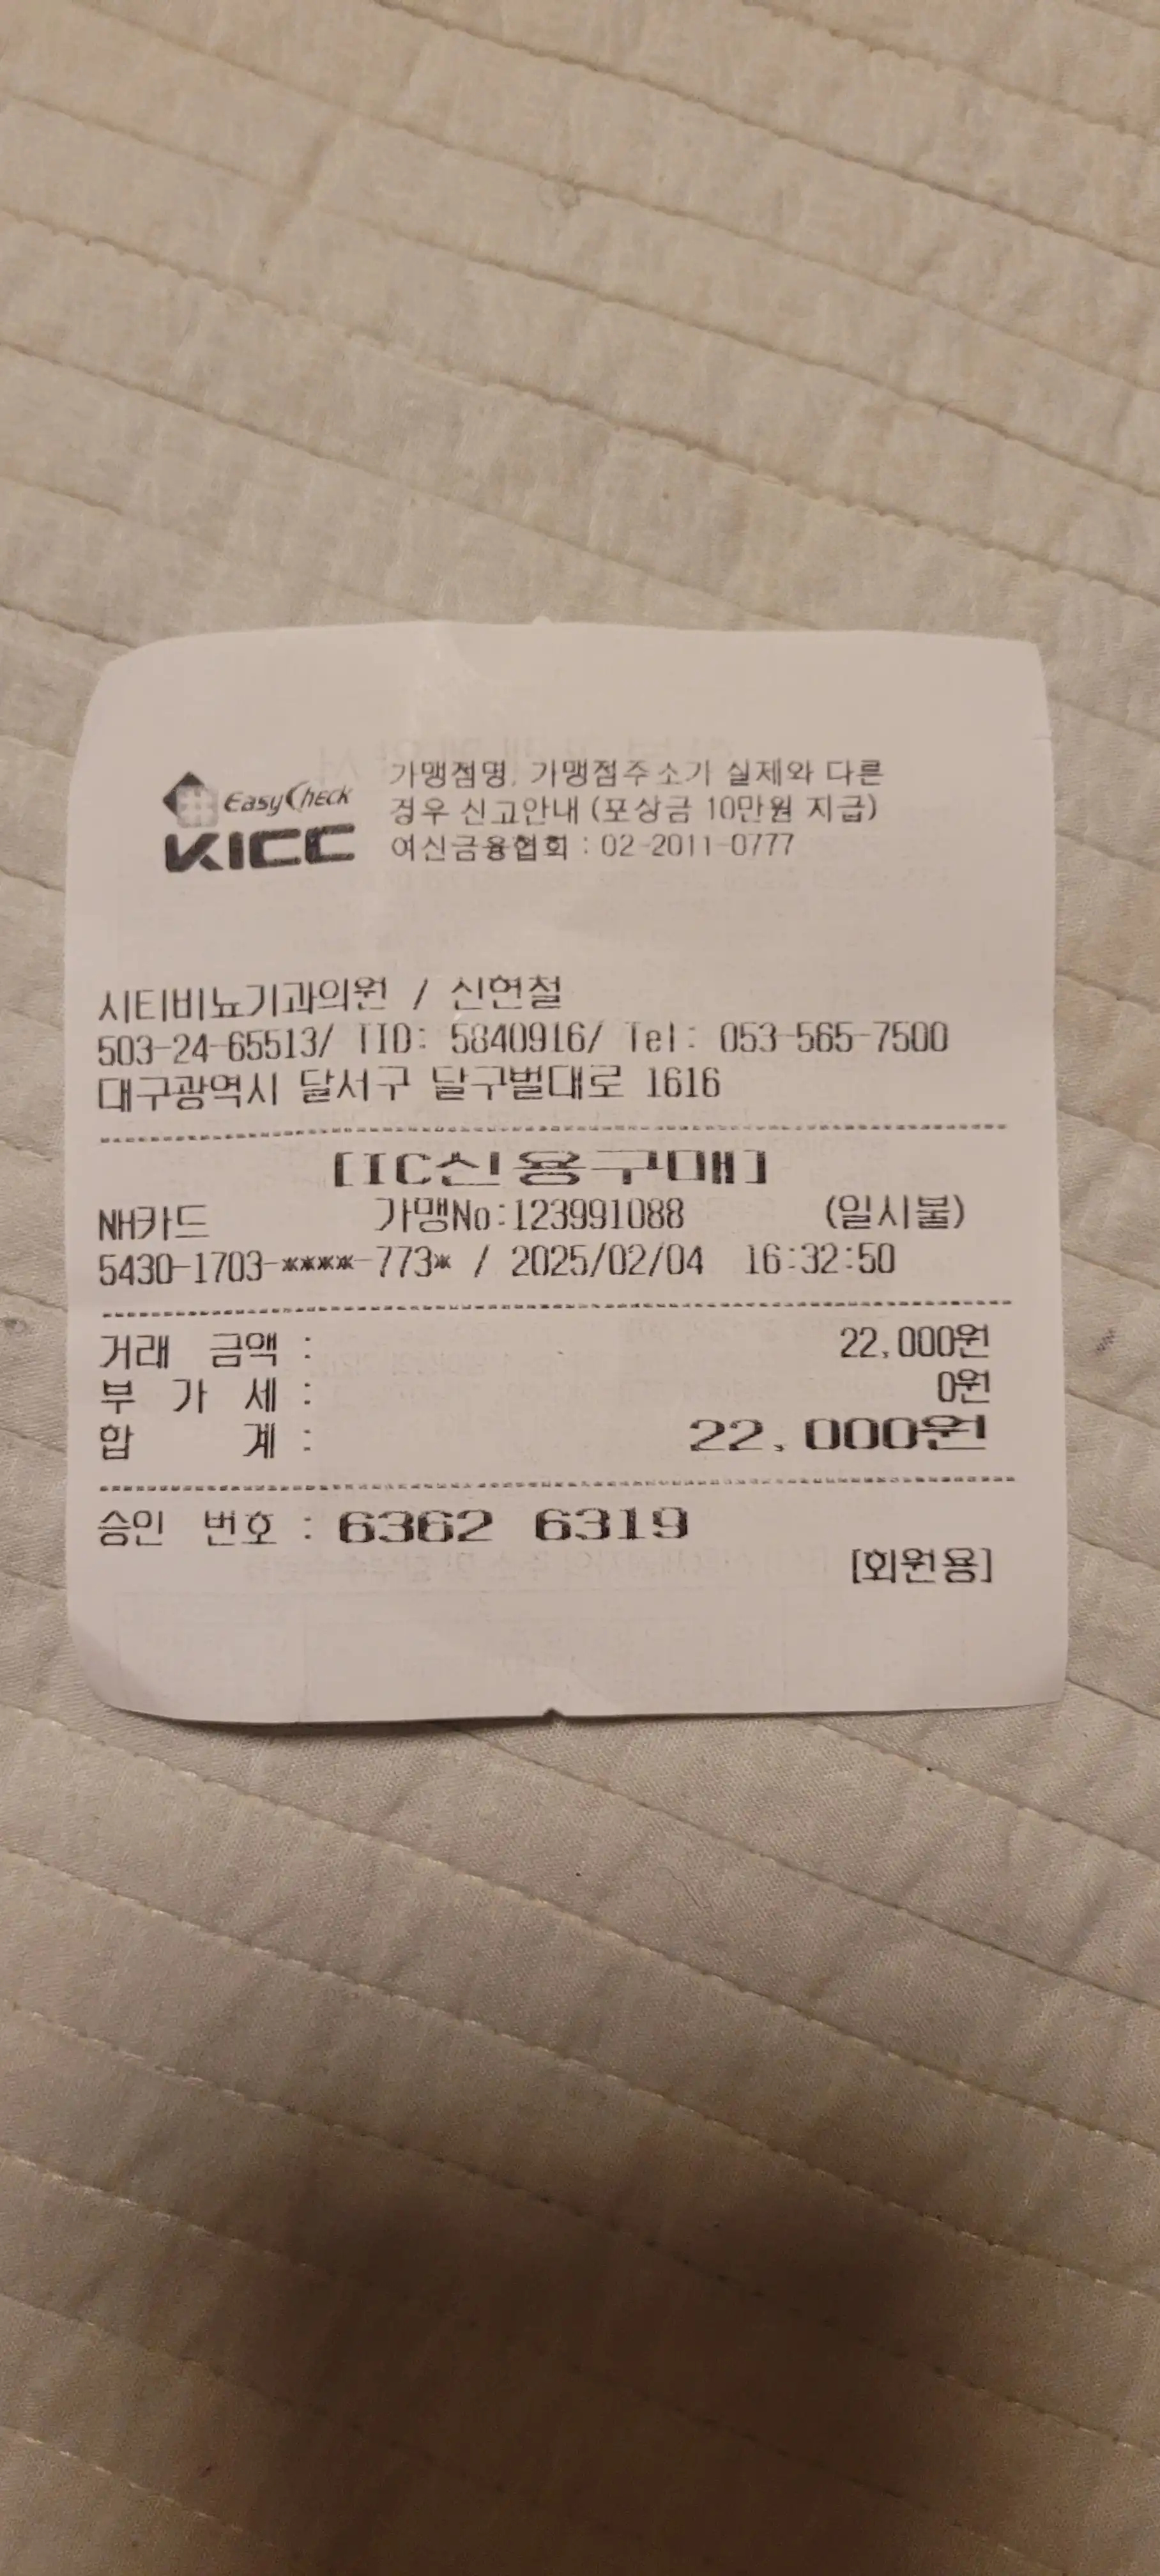 EasyCheck
KICC
가맹점명, 가맹점주소가 실제와 다른
경우 신고안내 (포상금 10만원 지급)
여신금융협회 : 02-2011-0777
시티비뇨기과의원 / 신현철
503-24-65513/ TID: 5840916/ Tel: 053-565-7500
대구광역시 달서구 달구벌대로 1616
[IC신용구매]
NH카드 가맹No:123991088 (일시불)
5430-1703-****-773* / 2025/02/04 16:32:50
거래 금액 : 22,000원
부 가 세 : 0원
합 계 : 22,000원
승인 번호 : 6362 6319
[회원용]